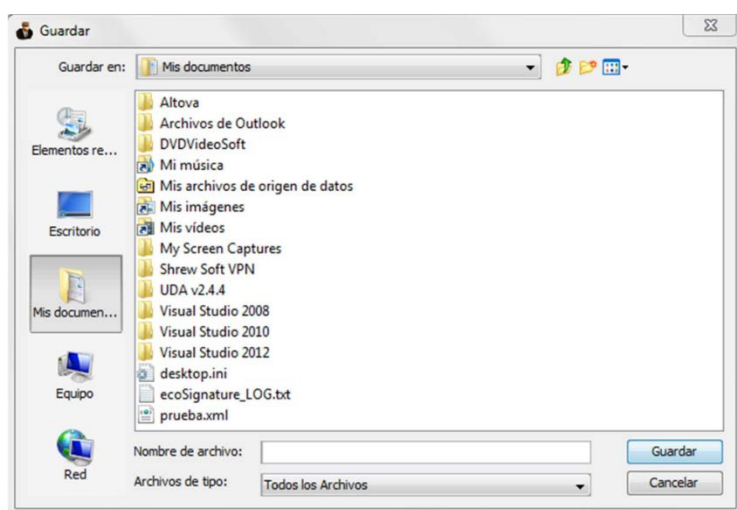 Guardar
Guardar en: Mis documentos
Elementos re...
Escritorio
Mis documen...
Equipo
Red
Altova
Archivos de Outlook
DVDVideoSoft
Mi música
Mis archivos de origen de datos
Mis imágenes
Mis vídeos
My Screen Captures
Shrew Soft VPN
UDA v2.4.4
Visual Studio 2008
Visual Studio 2010
Visual Studio 2012
desktop.ini
ecoSignature_LOG.txt
prueba.xml
Nombre de archivo: Guardar
Archivos de tipo: Todos los Archivos Cancelar